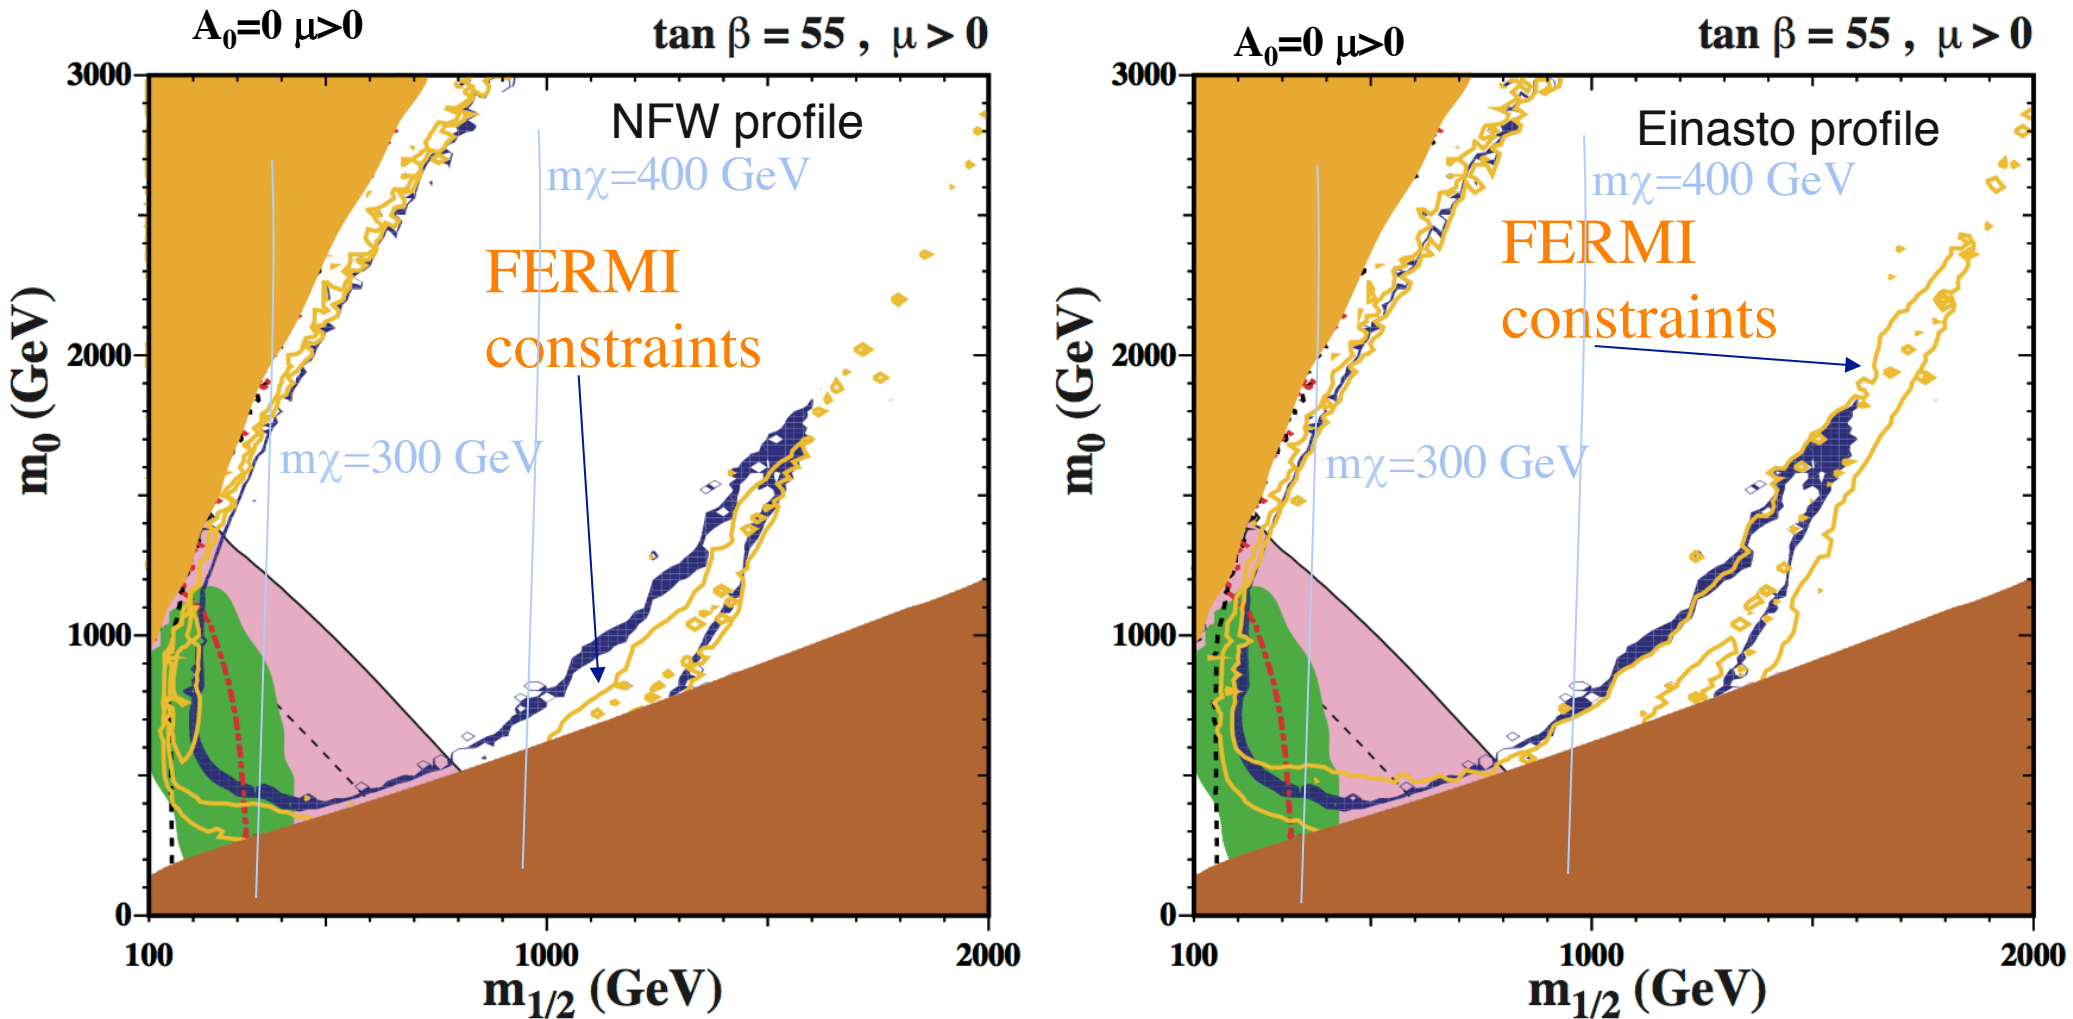 A₀=0 μ>0
tan β = 55 , μ > 0
3000
2000
1000
0
m₀ (GeV)
NFW profile
mχ=400 GeV
FERMI
constraints
mχ=300 GeV
100
1000
2000
m₁/₂ (GeV)
A₀=0 μ>0
tan β = 55 , μ > 0
3000
2000
1000
0
m₀ (GeV)
Einasto profile
mχ=400 GeV
FERMI
constraints
mχ=300 GeV
100
1000
2000
m₁/₂ (GeV)